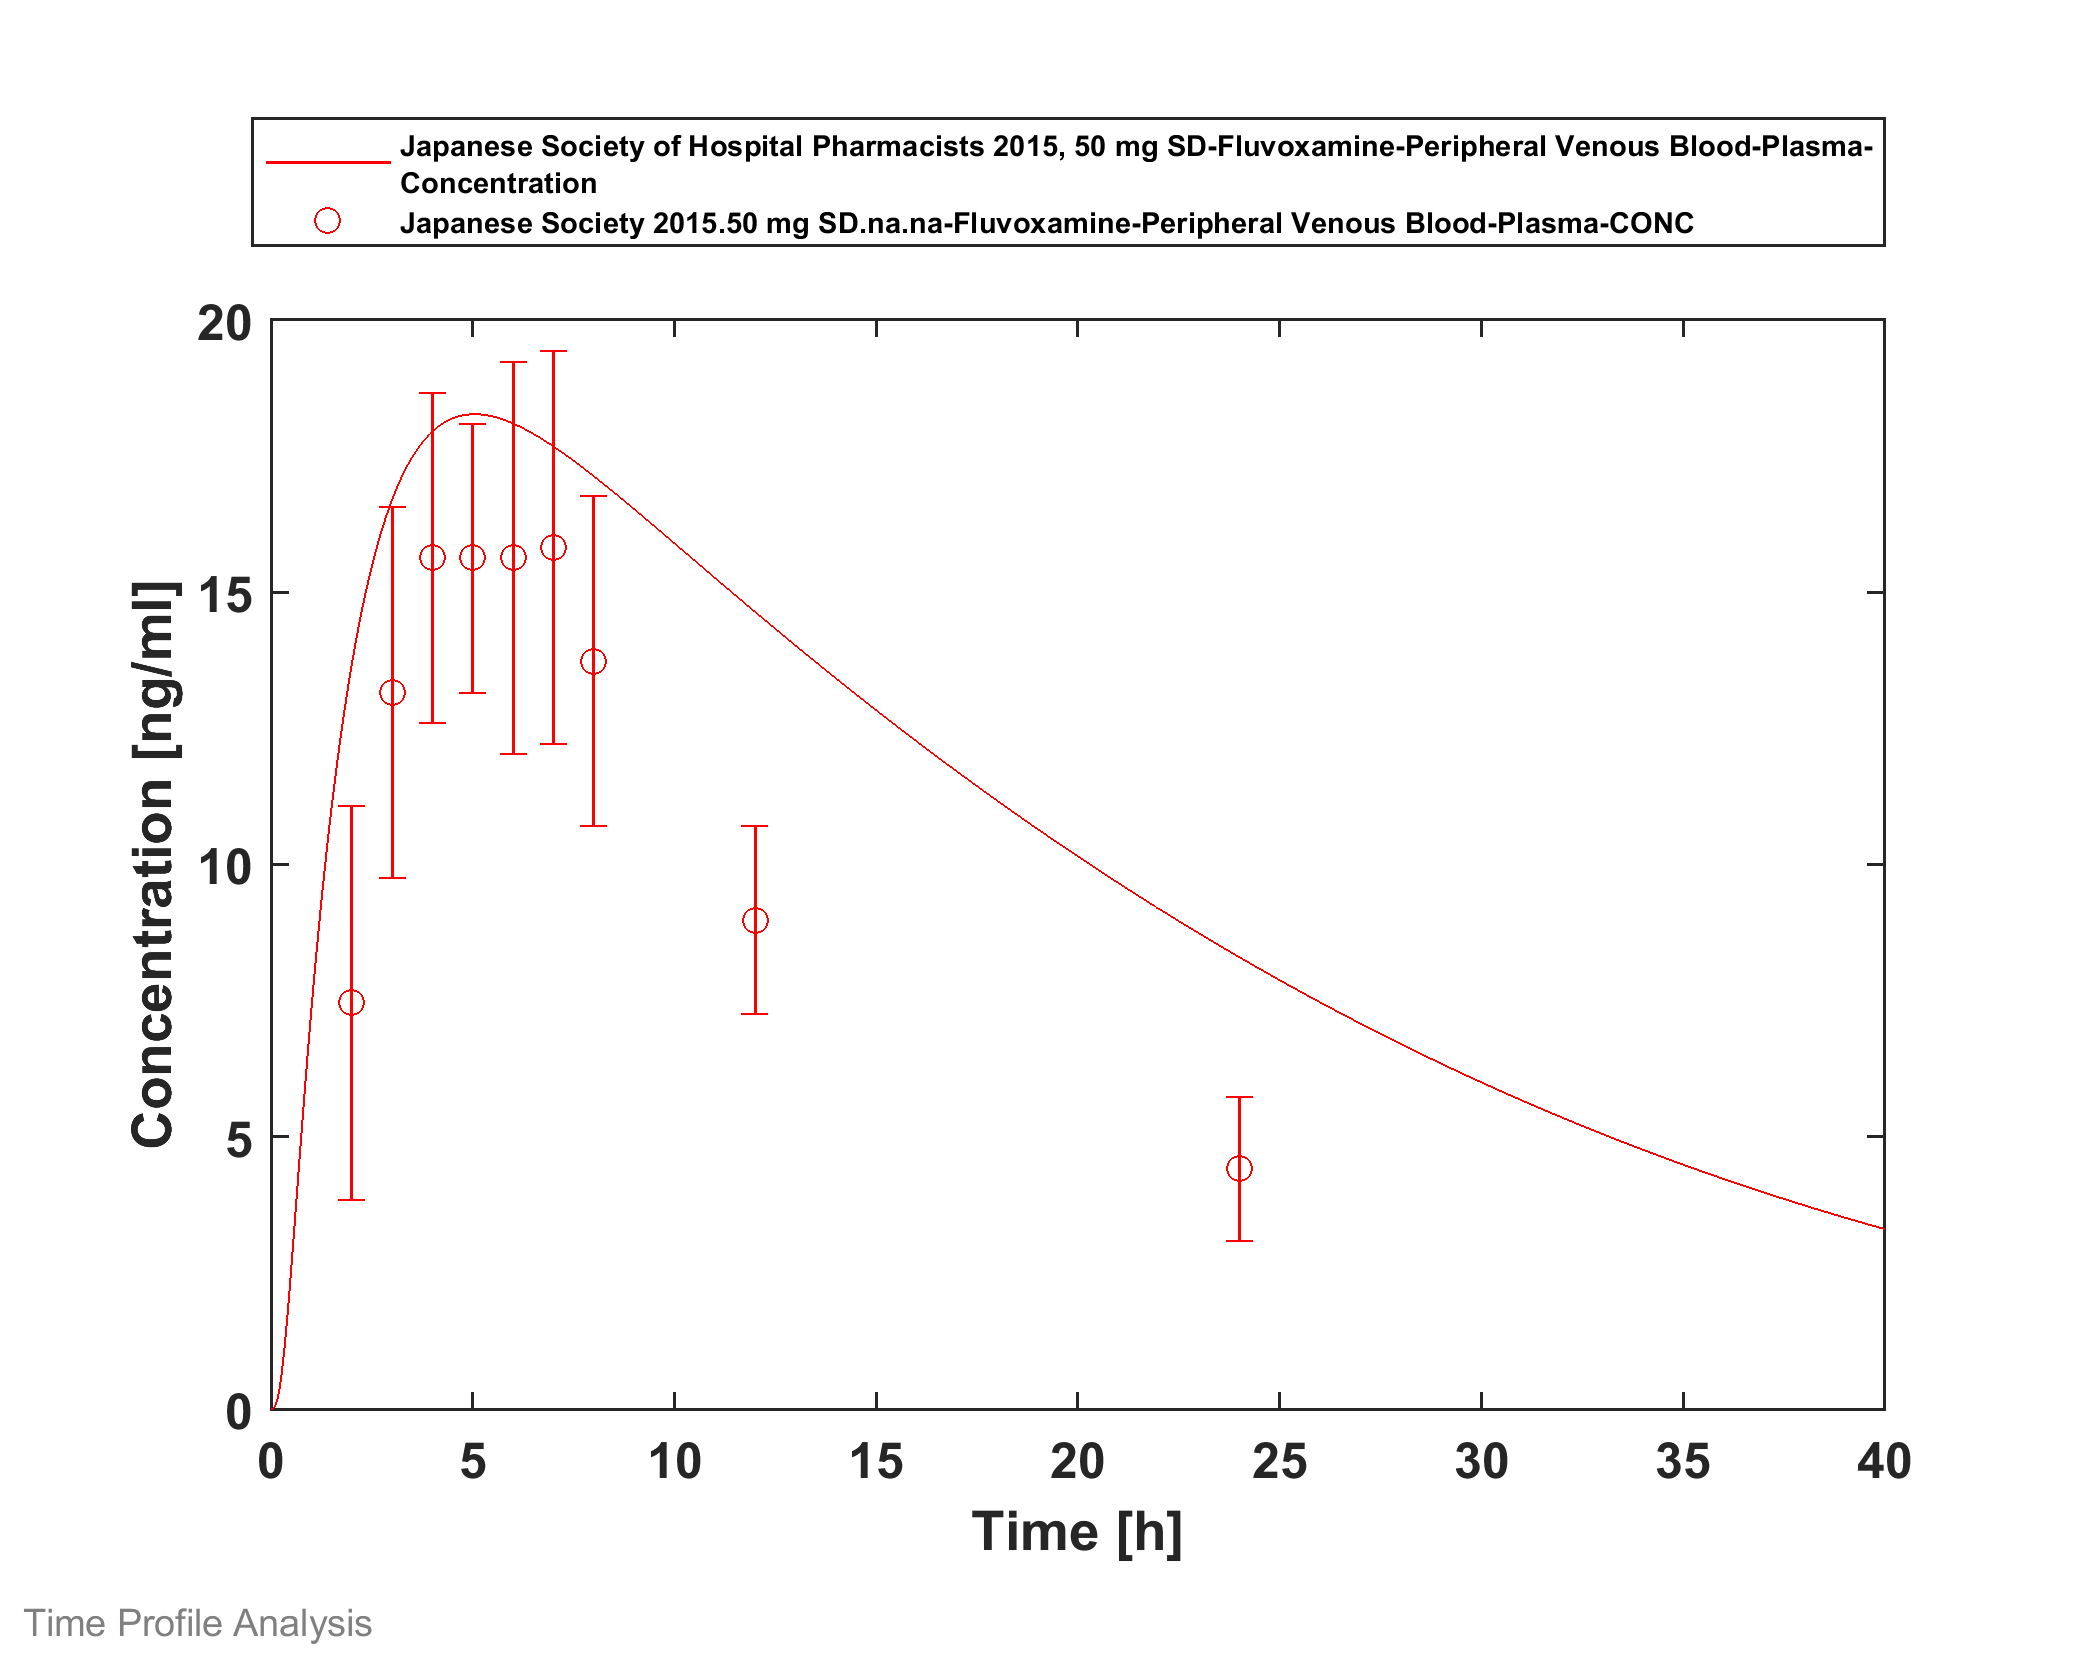 Japanese Society of Hospital Pharmacists 2015, 50 mg SD-Fluvoxamine-Peripheral Venous Blood-Plasma-
Concentration
Japanese Society 2015.50 mg SD.na.na-Fluvoxamine-Peripheral Venous Blood-Plasma-CONC
20
15
10
5
0
Concentration [ng/ml]
0 5 10 15 20 25 30 35 40
Time [h]
Time Profile Analysis